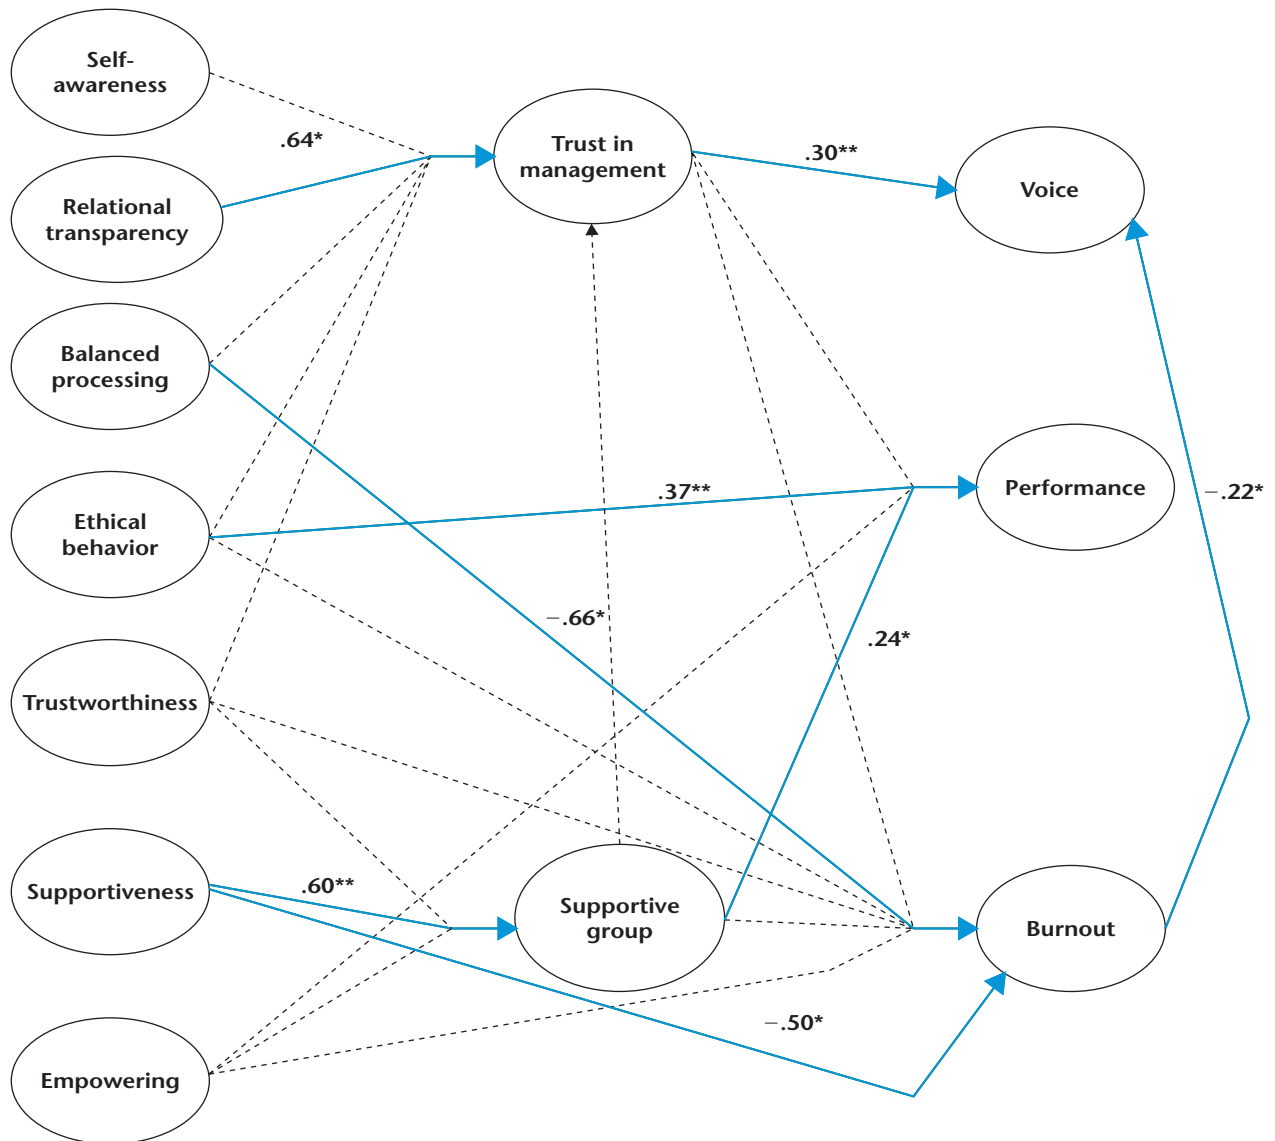 Self-
awareness
.64*
Trust in
management
.30**
Voice
Relational
transparency
Balanced
processing
Ethical
behavior
.37**
Performance
−.22*
−.66*
.24*
Trustworthiness
Supportiveness
.60**
Supportive
group
Burnout
−.50*
Empowering